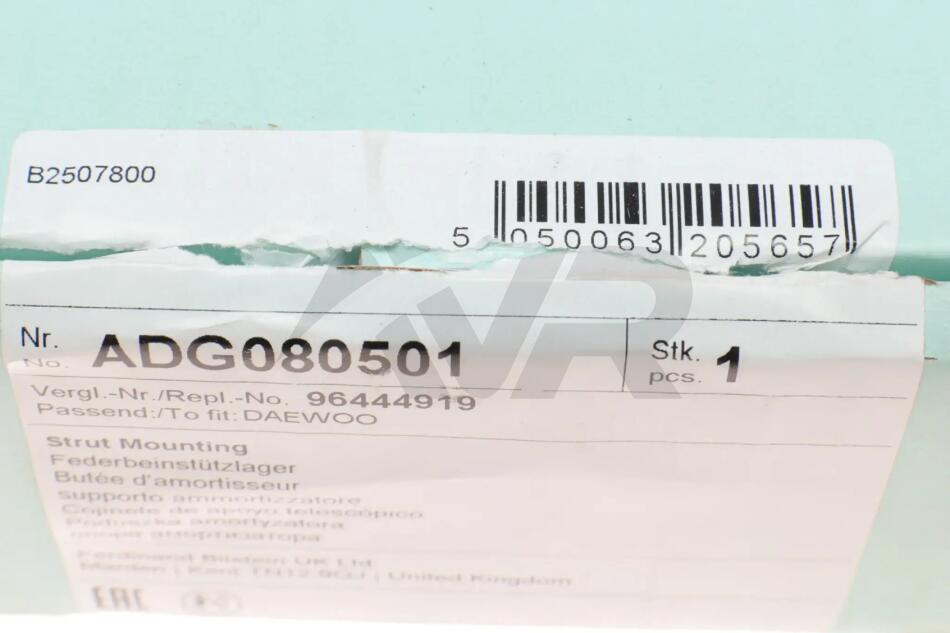 B2507800
5 050063 205657
Nr.
No. ADG080501
Stk.
pcs. 1
Vergl.-Nr./Repl.-No. 96444919
Passend:/To fit: DAEWOO
Strut Mounting
Federbeinstützlager
Butée d'amortisseur
supporto ammortizzatore
Cojinete de apoyo telescópico
Poduszka amortyzatora
опора амортизатора
Ferdinand Bilstein UK Ltd.
Marden | Kent TN12 9QJ | United Kingdom
EAC
VR